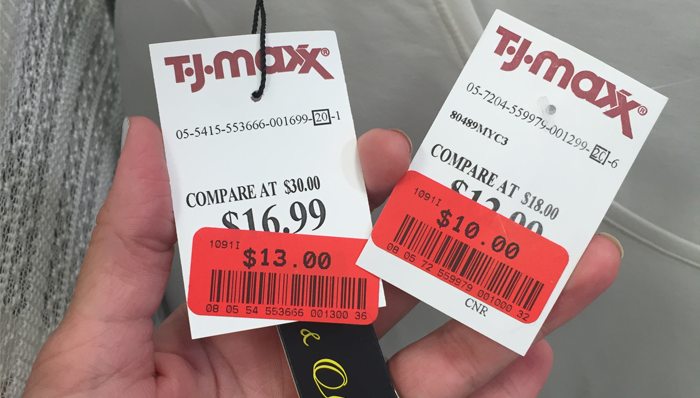 T·J·maxx®
05-5415-553666-001699-20-1
COMPARE AT $30.00
$16.99
1091I
$13.00
08 05 54 553666 001300 36
&
T·J·maxx®
05-7204-559979-001299-20-6
80489MYC3
COMPARE AT $18.00
$12.99
1091I
$10.00
08 05 72 559979 001000 32
CNR